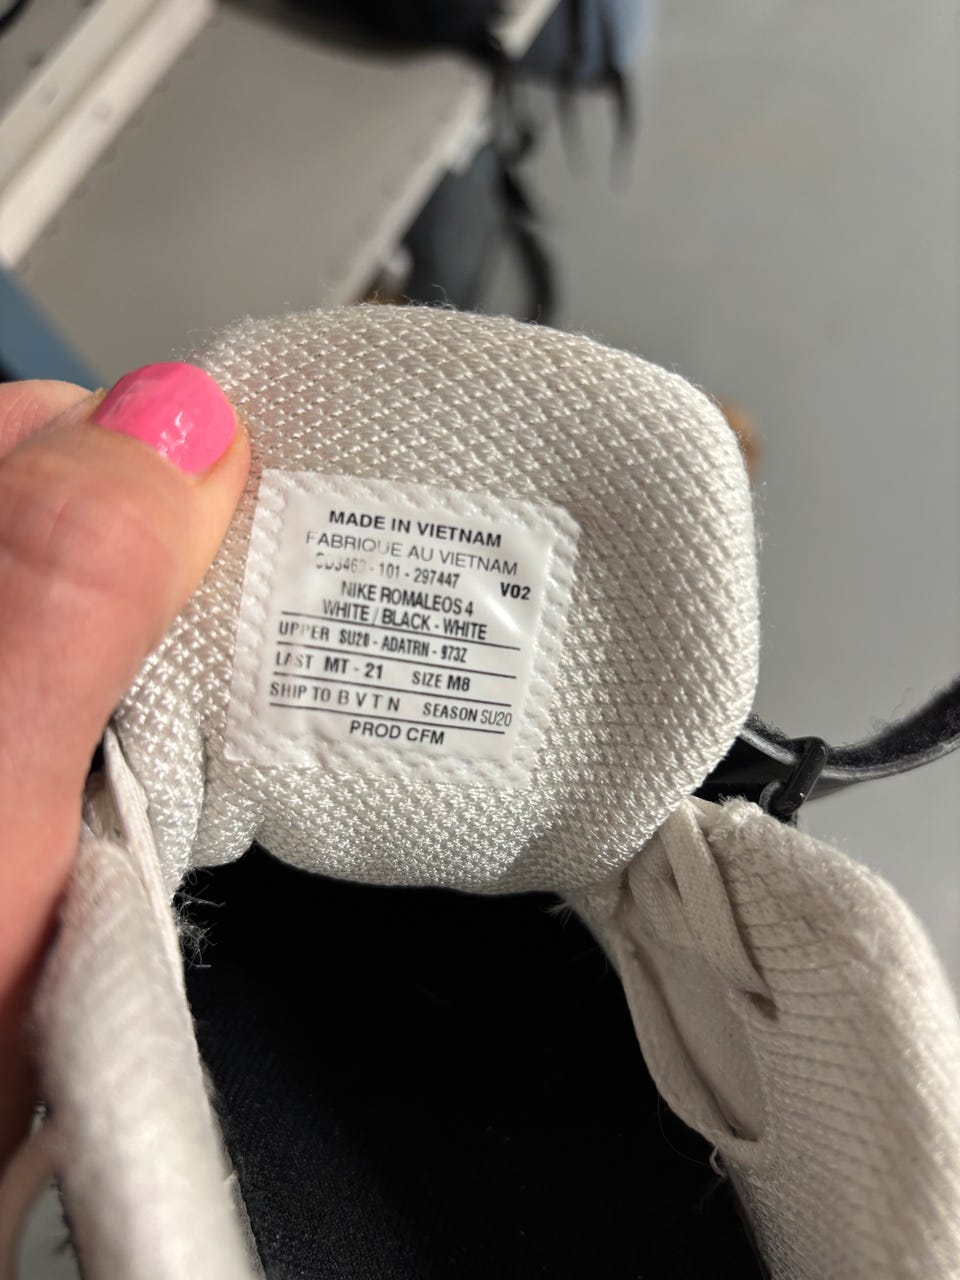 MADE IN VIETNAM
FABRIQUE AU VIETNAM
CD3463 - 101 - 297447
V02
NIKE ROMALEOS 4
WHITE / BLACK - WHITE
UPPER SU20 - ADATRN - 973Z
LAST MT - 21 SIZE M8
SHIP TO B V T N SEASON SU20
PROD CFM